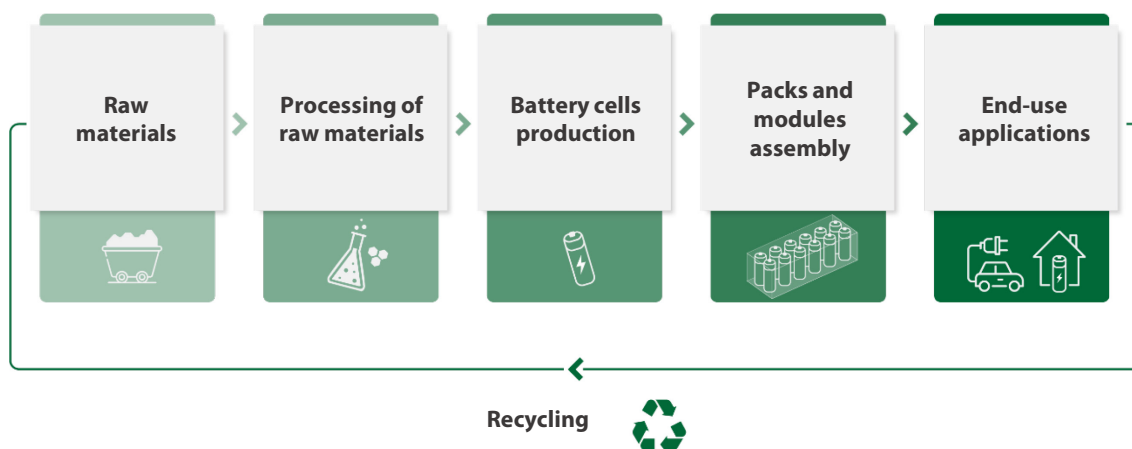 Raw
materials
Processing of
raw materials
Battery cells
production
Packs and
modules
assembly
End-use
applications
Recycling